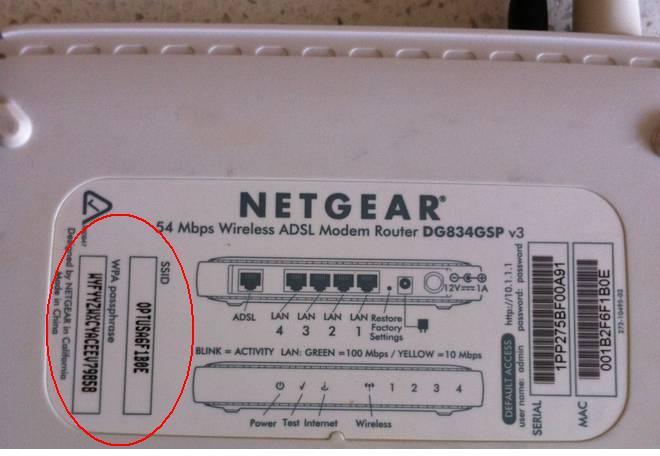 NETGEAR®
54 Mbps Wireless ADSL Modem Router DG834GSP v3
ADSL
LAN 4
LAN 3
LAN 2
LAN 1
Restore Factory Settings
12V 1A
BLINK = ACTIVITY LAN: GREEN = 100 Mbps / YELLOW = 10 Mbps
1 2 3 4
Power Test Internet Wireless
SSID
OPTUS
WPA passphrase
Designed by NETGEAR in California
Made in China
DEFAULT ACCESS http://10.1.1.1
user name: admin password: password
SERIAL
1PP275BF00A91
MAC
001B2F6F1B0E